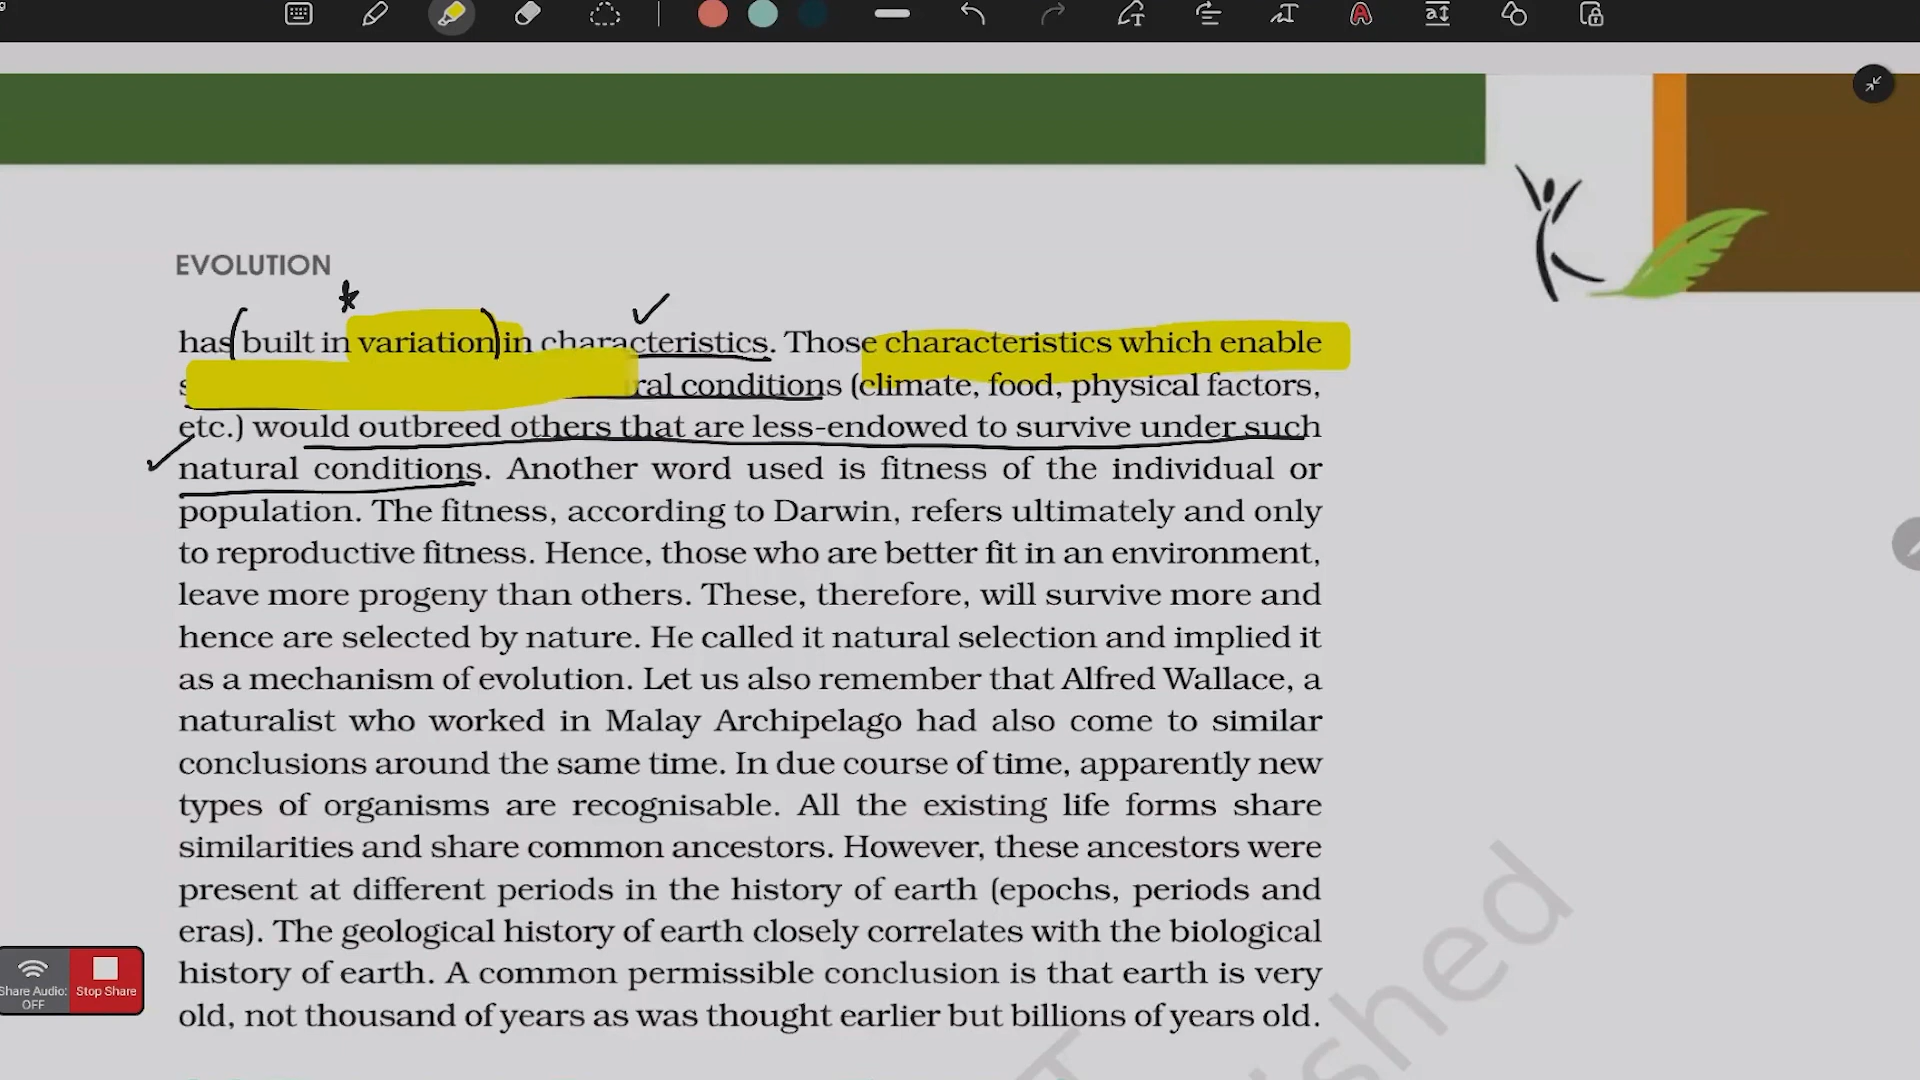 EVOLUTION
has (built in variation) in characteristics. Those characteristics which enable
ral conditions (climate, food, physical factors,
etc.) would outbreed others that are less-endowed to survive under such
natural conditions. Another word used is fitness of the individual or
population. The fitness, according to Darwin, refers ultimately and only
to reproductive fitness. Hence, those who are better fit in an environment,
leave more progeny than others. These, therefore, will survive more and
hence are selected by nature. He called it natural selection and implied it
as a mechanism of evolution. Let us also remember that Alfred Wallace, a
naturalist who worked in Malay Archipelago had also come to similar
conclusions around the same time. In due course of time, apparently new
types of organisms are recognisable. All the existing life forms share
similarities and share common ancestors. However, these ancestors were
present at different periods in the history of earth (epochs, periods and
eras). The geological history of earth closely correlates with the biological
history of earth. A common permissible conclusion is that earth is very
old, not thousand of years as was thought earlier but billions of years old.
Share Audio:
OFF
Stop Share
ished